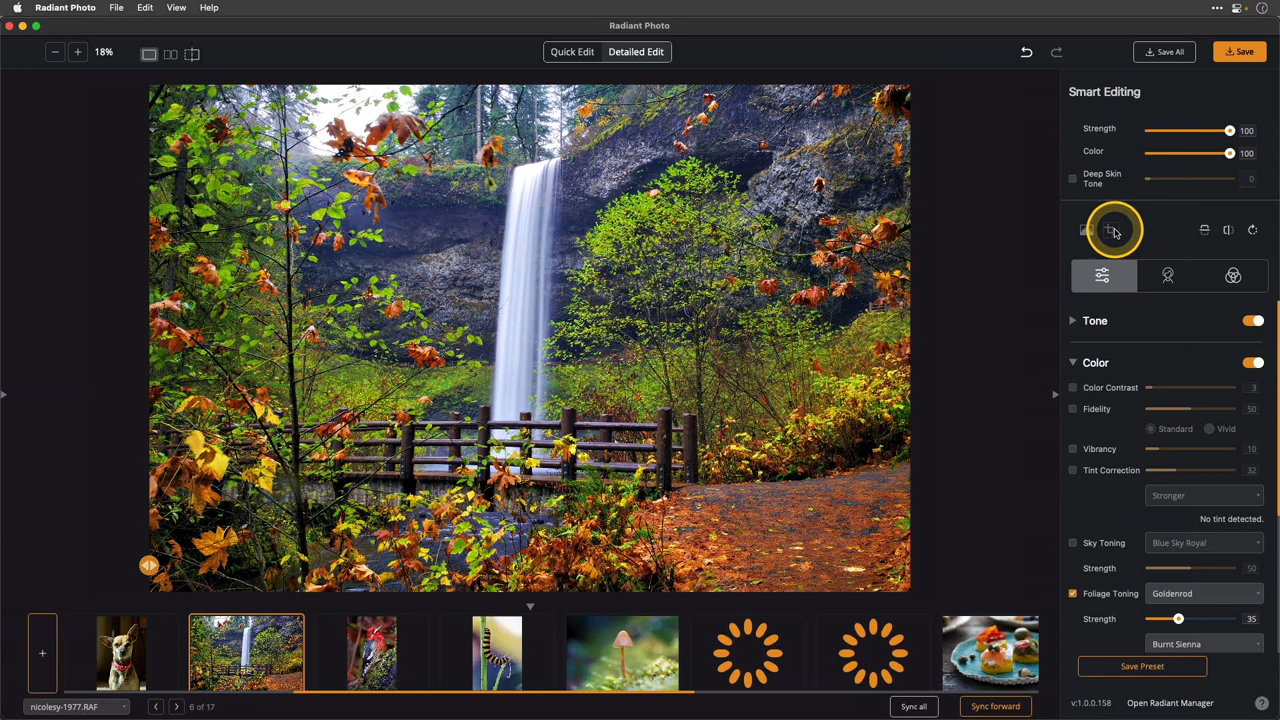 Radiant Photo File Edit View Help
Radiant Photo
18% Quick Edit Detailed Edit Save All Save
Smart Editing
Strength 100
Color 100
Deep Skin Tone 0
Tone
Color
Color Contrast 3
Fidelity 50
Standard Vivid
Vibrancy 10
Tint Correction 32
Stronger
No tint detected.
Sky Toning Blue Sky Royal
Strength 50
Foliage Toning Goldenrod
Strength 35
Burnt Sienna
Save Preset
nicolesy-1977.RAF 6 of 17 Sync all Sync forward v:1.0.0.158 Open Radiant Manager ?